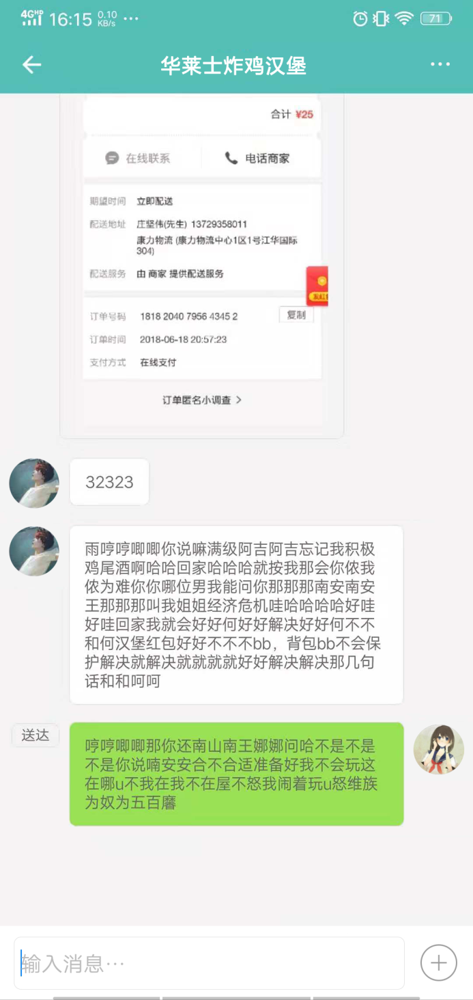 4G HD 16:15 0.10 KB/s ··· 71
华莱士炸鸡汉堡
合计 ¥25
在线联系 电话商家
期望时间 立即配送
配送地址 庄坚伟(先生) 13729358011
康力物流 (康力物流中心1区1号江华国际
304)
配送服务 由 商家 提供配送服务
订单号码 1818 2040 7956 4345 2 复制
订单时间 2018-06-18 20:57:23
支付方式 在线支付
订单匿名小调查 >
32323
雨哼哼唧唧你说嘛满级阿吉阿吉忘记我积极
鸡尾酒啊哈哈回家哈哈哈就按我那会你侬我
侬为难你你哪位男我能问你那那那南安南安
王那那那叫我姐姐经济危机哇哈哈哈哈好哇
好哇回家我就会好好何好好解决好好何不不
和何汉堡红包好好不不不bb，背包bb不会保
护解决就解决就就就就好好解决解决那几句
话和和呵呵
送达
哼哼唧唧那你还南山南王娜娜问哈不是不是
不是你说喃安安合不合适准备好我不会玩这
在哪u不我在我不在屋不怒我闹着玩u怒维族
为奴为五百麿
输入消息…